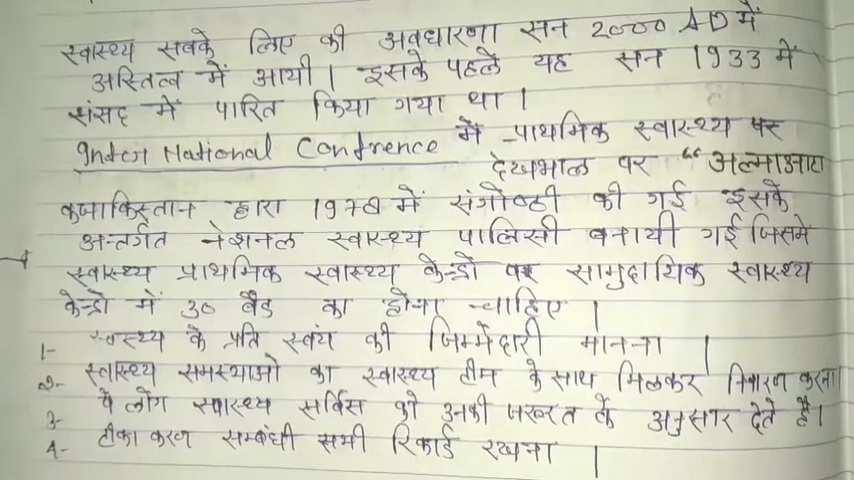 स्वास्थ्य सबके लिए की अवधारणा सन 2000 AD में
अस्तित्व में आयी। इसके पहले यह सन 1933 में
संसद में पारित किया गया था।
Inter National Confrence में प्राथमिक स्वास्थ्य पर
देखभाल पर "अल्माआटा
कजाकिस्तान द्वारा 1978 में संगोष्ठी की गई इसके
अन्तर्गत नेशनल स्वास्थ्य पालिसी बनायी गई जिसमे
स्वास्थ्य प्राथमिक स्वास्थ्य केन्द्रो पर सामुदायिक स्वास्थ्य
केन्द्रो में 30 बैड का होना चाहिए।
1- स्वास्थ्य के प्रति स्वंय की जिम्मेदारी मानना।
2- स्वास्थ्य समस्याओ का स्वास्थ्य टीम के साथ मिलकर निवारण करना
3- वे लोग स्वास्थ्य सर्विस को उनकी जरूरत के अनुसार देते है।
4- टीका करण सम्बंधी सभी रिकार्ड रखना।